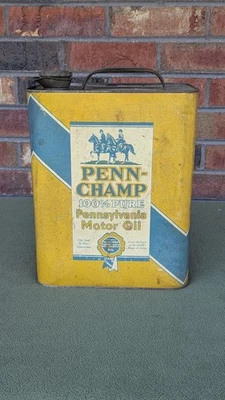 PENN-
CHAMP
100% PURE
Pennsylvania
Motor Oil